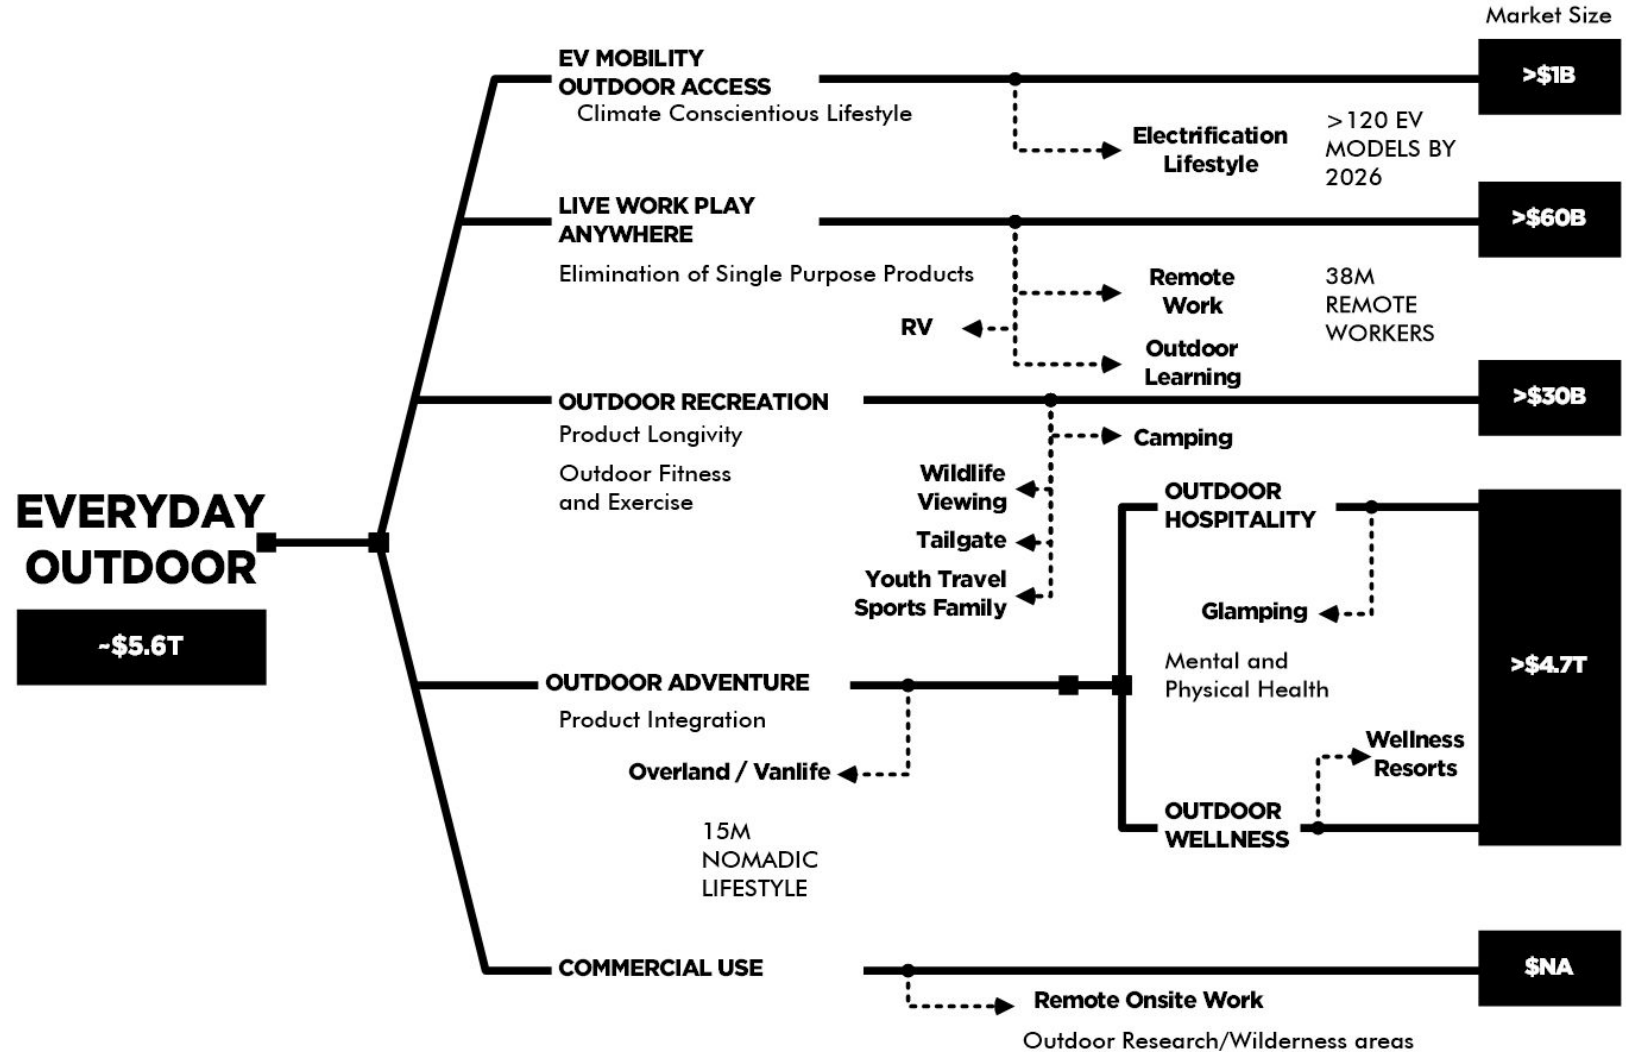 Market Size
EV MOBILITY
OUTDOOR ACCESS
Climate Conscientious Lifestyle
>$1B
Electrification
Lifestyle
>120 EV
MODELS BY
2026
LIVE WORK PLAY
ANYWHERE
Elimination of Single Purpose Products
>$60B
Remote
Work
38M
REMOTE
WORKERS
RV
Outdoor
Learning
OUTDOOR RECREATION
Product Longivity
Outdoor Fitness
and Exercise
>$30B
Camping
Wildlife
Viewing
Tailgate
Youth Travel
Sports Family
EVERYDAY
OUTDOOR
~$5.6T
OUTDOOR
HOSPITALITY
Glamping
Mental and
Physical Health
>$4.7T
OUTDOOR ADVENTURE
Product Integration
Overland / Vanlife
15M
NOMADIC
LIFESTYLE
Wellness
Resorts
OUTDOOR
WELLNESS
COMMERCIAL USE
$NA
Remote Onsite Work
Outdoor Research/Wilderness areas